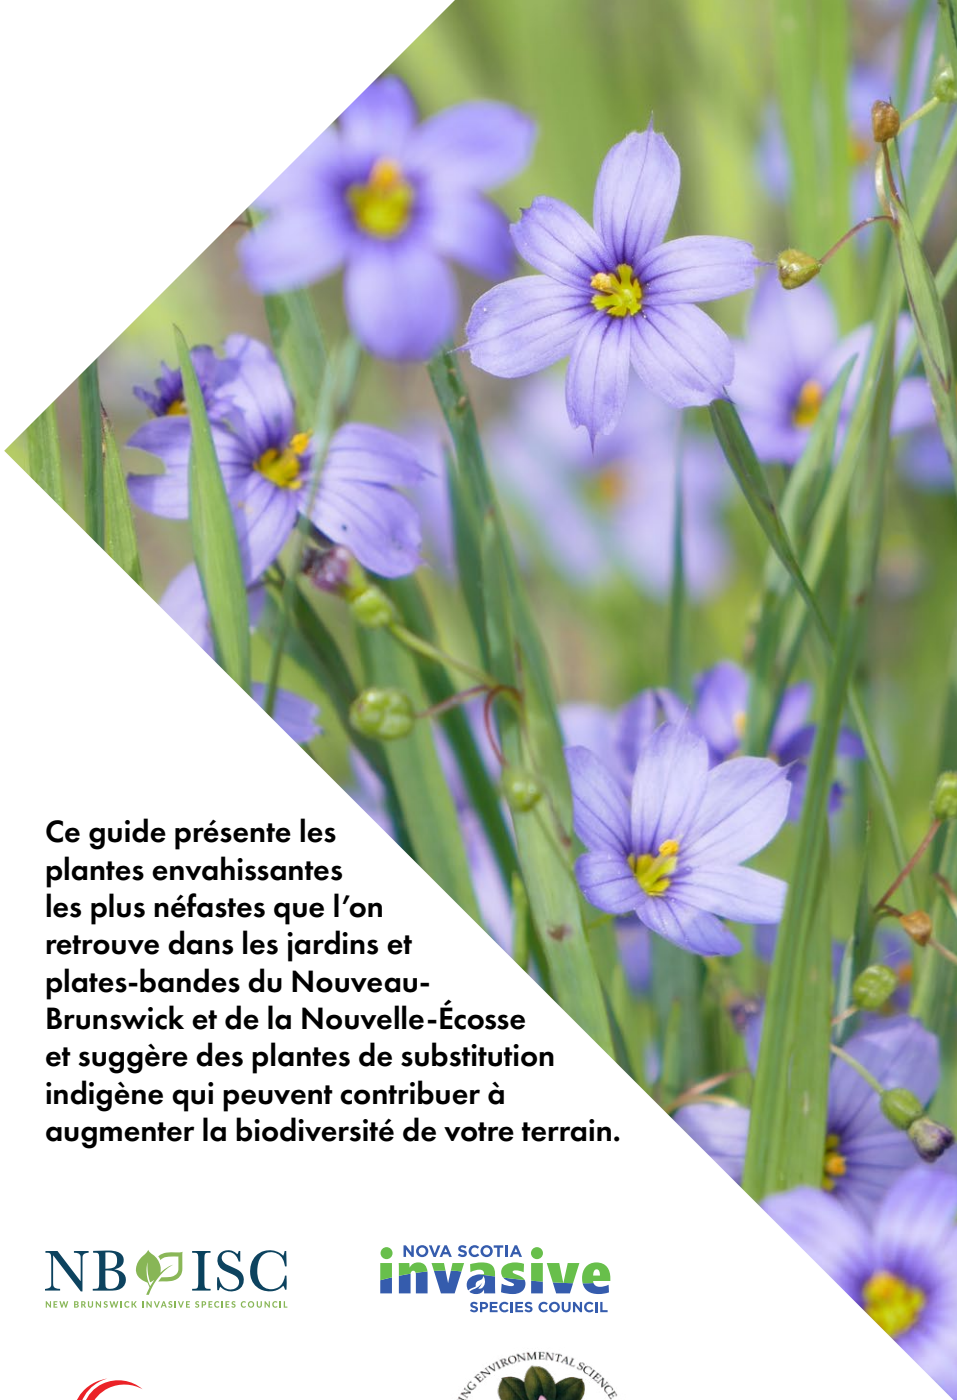 Ce guide présente les
plantes envahissantes
les plus néfastes que l’on
retrouve dans les jardins et
plates-bandes du Nouveau-
Brunswick et de la Nouvelle-Écosse
et suggère des plantes de substitution
indigène qui peuvent contribuer à
augmenter la biodiversité de votre terrain.
NB ISC
NEW BRUNSWICK INVASIVE SPECIES COUNCIL
NOVA SCOTIA
invasive
SPECIES COUNCIL
ENVIRONMENTAL SCIENCE